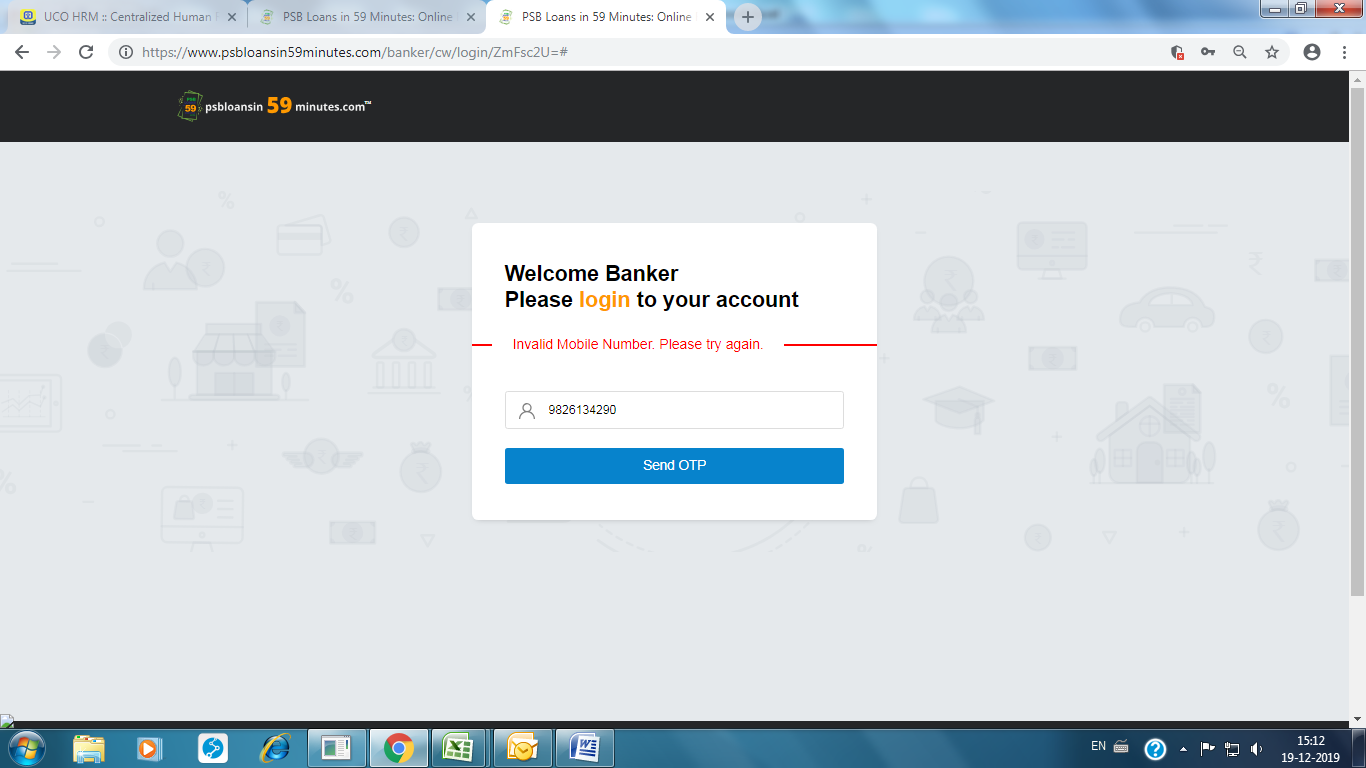 UCO HRM :: Centralized Human
PSB Loans in 59 Minutes: Online
PSB Loans in 59 Minutes: Online
https://www.psbloansin59minutes.com/banker/cw/login/ZmFsc2U=#
psbloansin 59 minutes.com™
Welcome Banker
Please login to your account
Invalid Mobile Number. Please try again.
9826134290
Send OTP
EN
15:12
19-12-2019